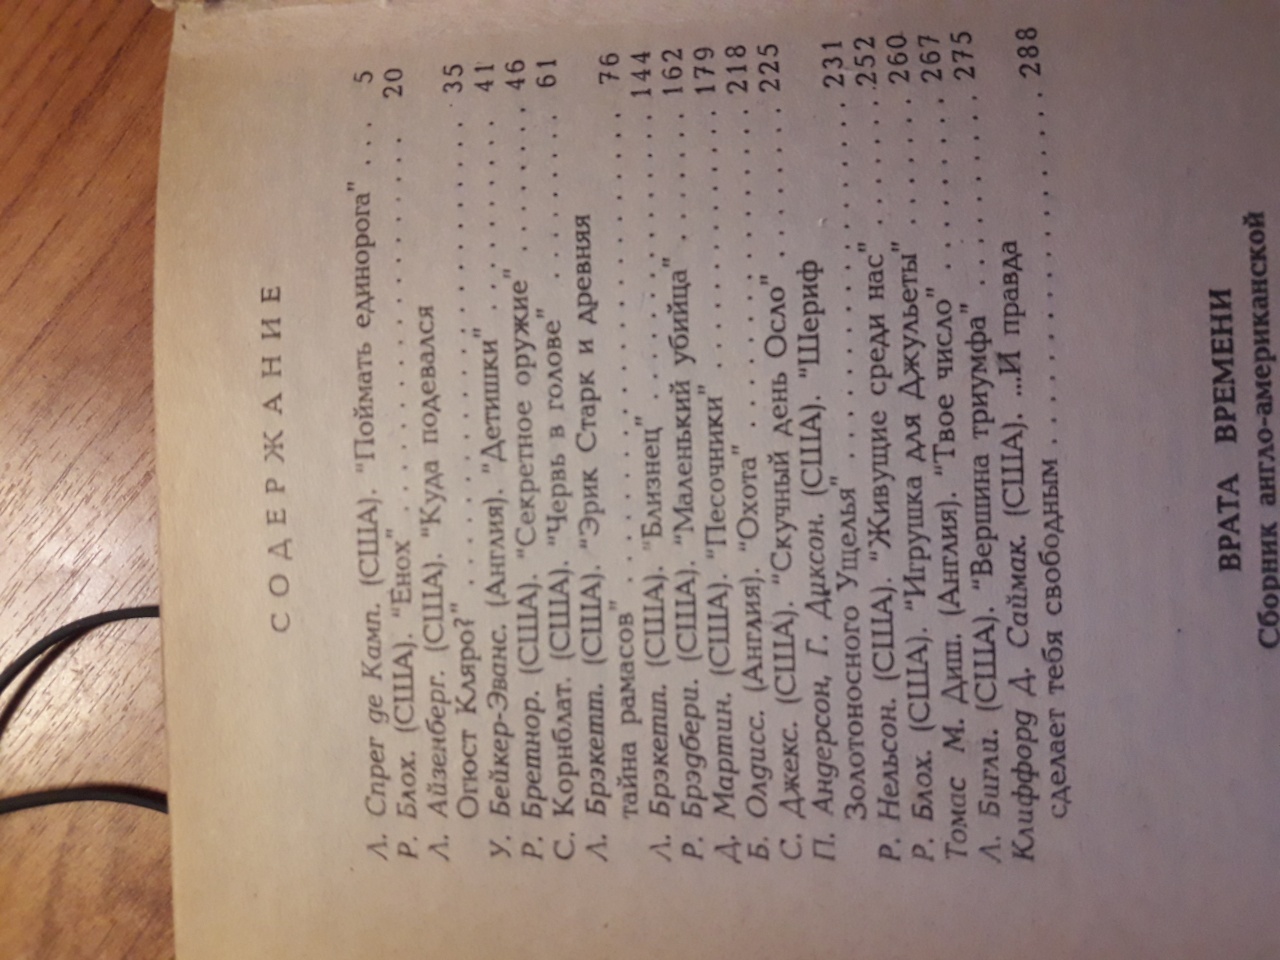 СОДЕРЖАНИЕ
Л. Спрег де Камп. (США). "Поймать единорога" . . . 5
Р. Блох. (США). "Енох" . . . . . . . . . . . . . . . . . . 20
Л. Айзенберг. (США). "Куда подевался
Огюст Кляро?" . . . . . . . . . . . . . . . . . . . . 35
У. Бейкер-Эванс. (Англия). "Детишки" . . . . . . . . . 41
Р. Бретнор. (США). "Секретное оружие" . . . . . . . . 46
С. Корнблат. (США). "Червь в голове" . . . . . . . . 61
Л. Брэкетт. (США). "Эрик Старк и древняя
тайна рамасов" . . . . . . . . . . . . . . . . . . . . 76
Л. Брэкетт. (США). "Близнец" . . . . . . . . . . . . . 144
Р. Брэдбери. (США). "Маленький убийца" . . . . . . . 162
Д. Мартин. (США). "Песочники" . . . . . . . . . . . 179
Б. Олдисс. (Англия). "Охота" . . . . . . . . . . . . . 218
С. Джекс. (США). "Скучный день Осло" . . . . . . . . 225
П. Андерсон, Г. Диксон. (США). "Шериф
Золотоносного Ущелья" . . . . . . . . . . . . . . . 231
Р. Нельсон. (США). "Живущие среди нас" . . . . . . 252
Р. Блох. (США). "Игрушка для Джульеты" . . . . . . 260
Томас М. Диш. (Англия). "Твое число" . . . . . . . . 267
Л. Бигли. (США). "Вершина триумфа" . . . . . . . . . 275
Клиффорд Д. Саймак. (США). ...И правда
сделает тебя свободным . . . . . . . . . . . . . . . . 288
ВРАТА ВРЕМЕНИ
Сборник англо-американской